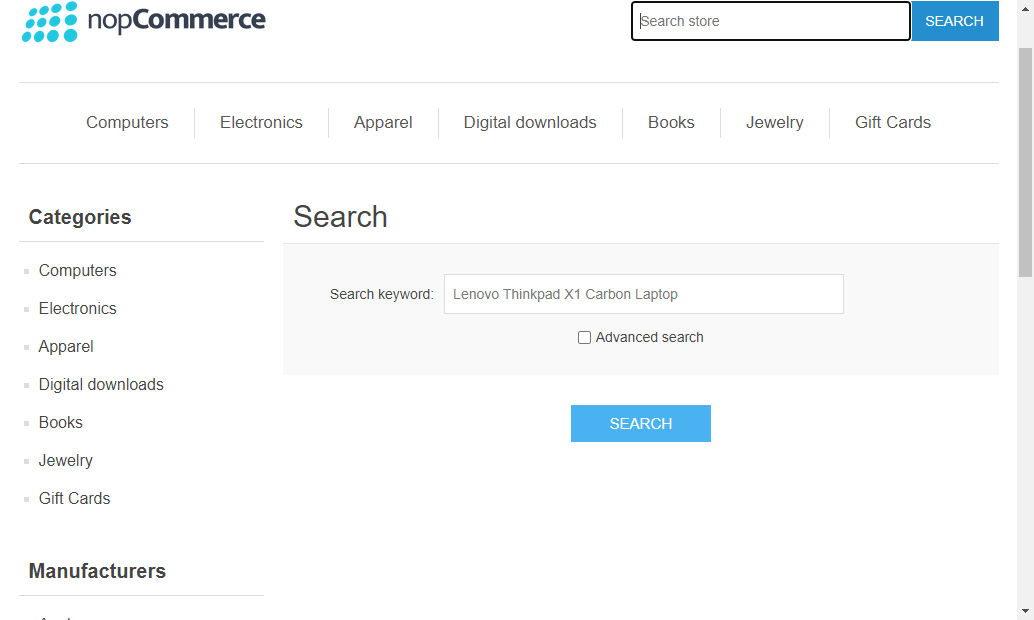 nopCommerce
Search store
SEARCH
Computers Electronics Apparel Digital downloads Books Jewelry Gift Cards
Categories
Computers
Electronics
Apparel
Digital downloads
Books
Jewelry
Gift Cards
Manufacturers
Search
Search keyword: Lenovo Thinkpad X1 Carbon Laptop
Advanced search
SEARCH